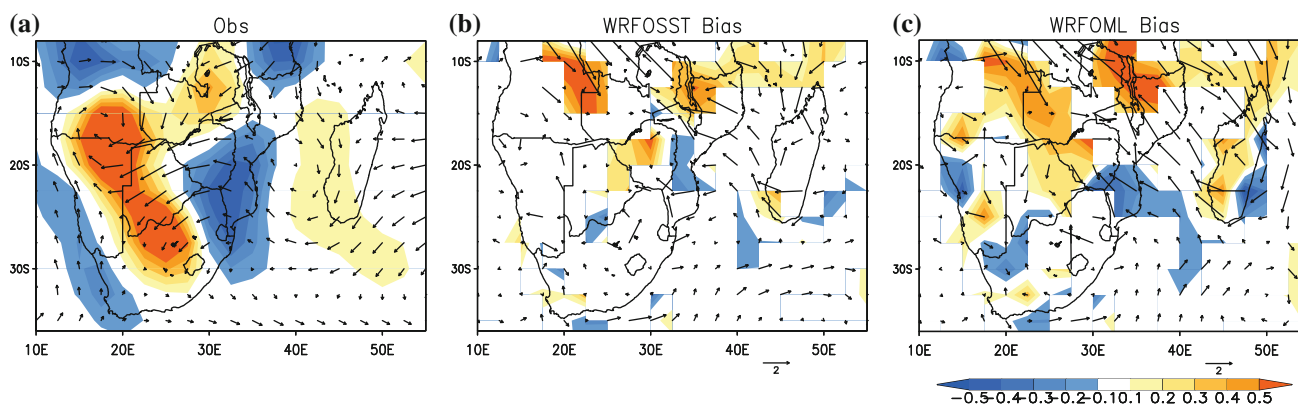 (a) Obs (b) WRFOSST Bias (c) WRFOML Bias
10S 10S 10S
20S 20S 20S
30S 30S 30S
10E 20E 30E 40E 50E 10E 20E 30E 40E 50E 10E 20E 30E 40E 50E
2 2
-0.5 -0.4 -0.3 -0.2 -0.1 0.1 0.2 0.3 0.4 0.5